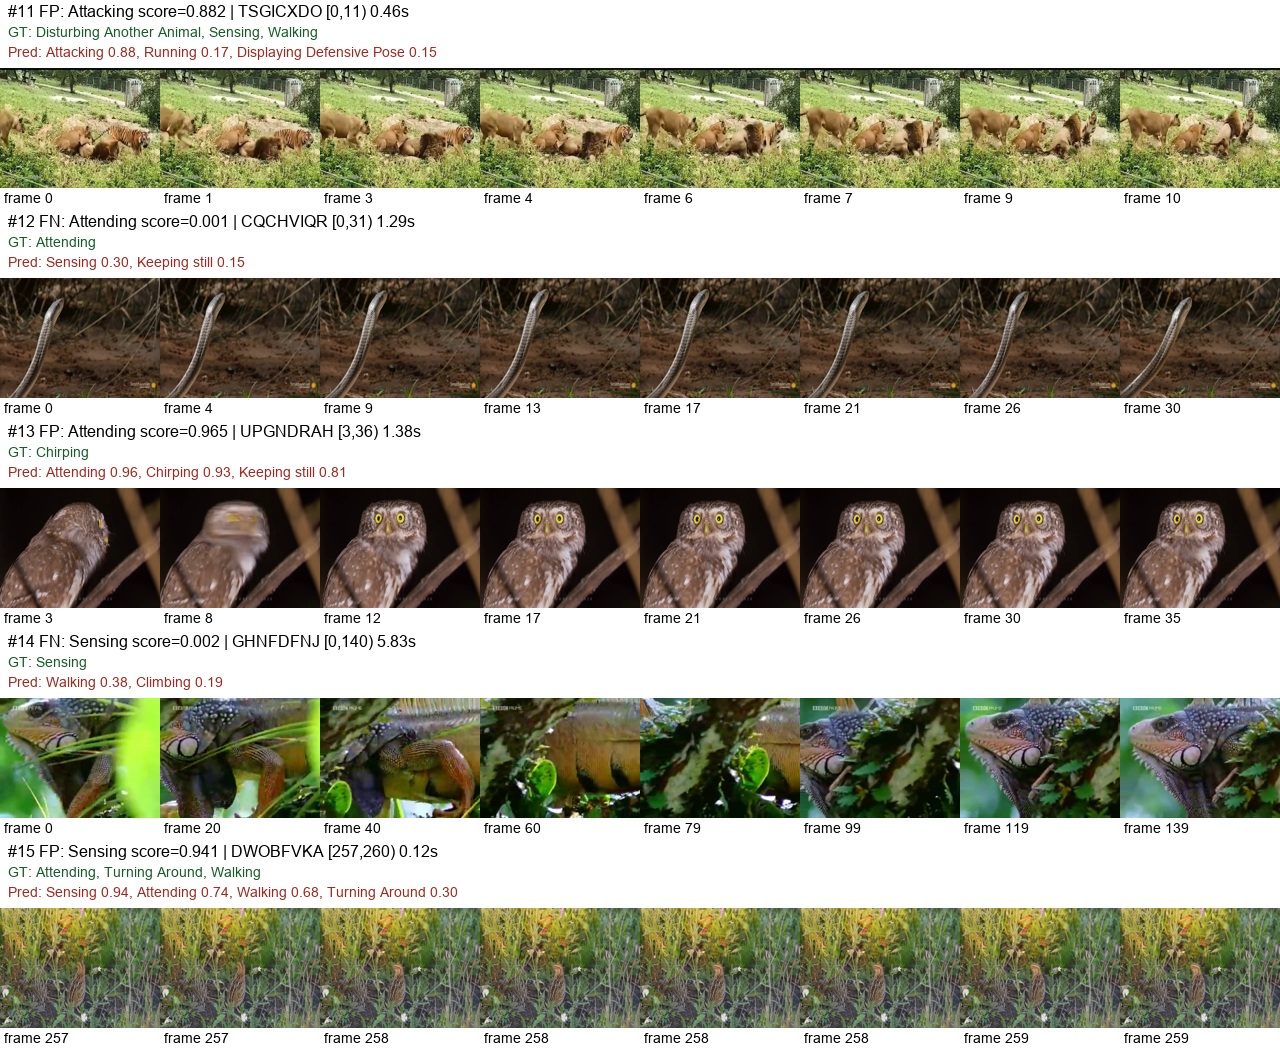 #11 FP: Attacking score=0.882 | TSGICXDO [0,11) 0.46s
GT: Disturbing Another Animal, Sensing, Walking
Pred: Attacking 0.88, Running 0.17, Displaying Defensive Pose 0.15
frame 0 frame 1 frame 3 frame 4 frame 6 frame 7 frame 9 frame 10
#12 FN: Attending score=0.001 | CQCHVIQR [0,31) 1.29s
GT: Attending
Pred: Sensing 0.30, Keeping still 0.15
frame 0 frame 4 frame 9 frame 13 frame 17 frame 21 frame 26 frame 30
#13 FP: Attending score=0.965 | UPGNDRAH [3,36) 1.38s
GT: Chirping
Pred: Attending 0.96, Chirping 0.93, Keeping still 0.81
frame 3 frame 8 frame 12 frame 17 frame 21 frame 26 frame 30 frame 35
#14 FN: Sensing score=0.002 | GHNFDFNJ [0,140) 5.83s
GT: Sensing
Pred: Walking 0.38, Climbing 0.19
frame 0 frame 20 frame 40 frame 60 frame 79 frame 99 frame 119 frame 139
#15 FP: Sensing score=0.941 | DWOBFVKA [257,260) 0.12s
GT: Attending, Turning Around, Walking
Pred: Sensing 0.94, Attending 0.74, Walking 0.68, Turning Around 0.30
frame 257 frame 257 frame 258 frame 258 frame 258 frame 258 frame 259 frame 259